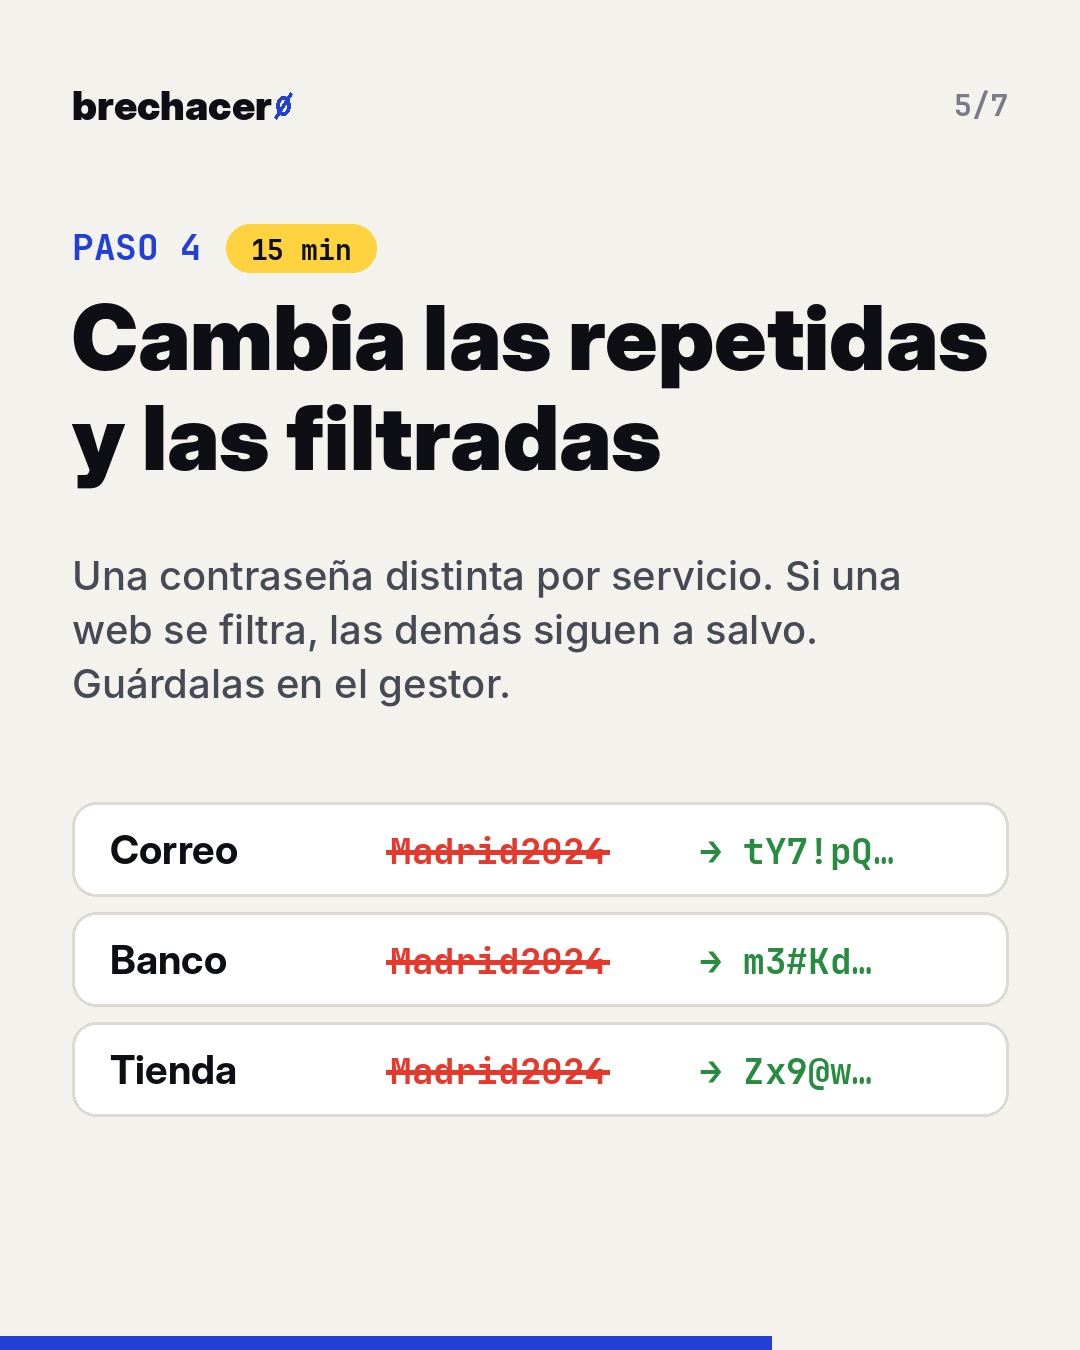 brechacerø
5/7
PASO 4
15 min
Cambia las repetidas
y las filtradas
Una contraseña distinta por servicio. Si una
web se filtra, las demás siguen a salvo.
Guárdalas en el gestor.
Correo Madrid2024 → tY7!pQ…
Banco Madrid2024 → m3#Kd…
Tienda Madrid2024 → Zx9@w…